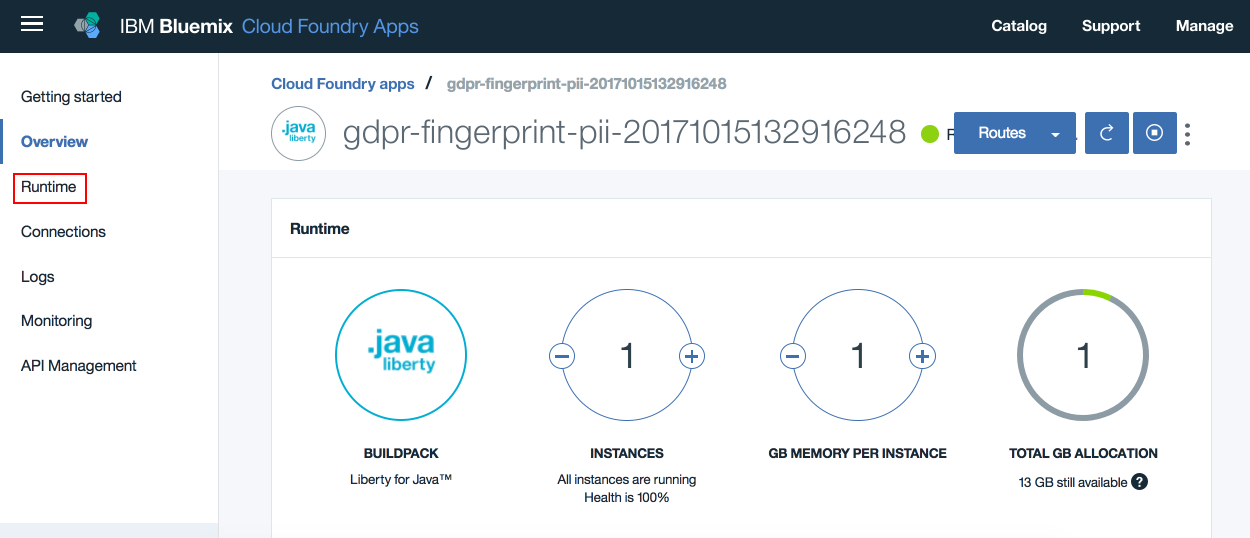 IBM Bluemix Cloud Foundry Apps
Catalog
Support
Manage
Getting started
Overview
Runtime
Connections
Logs
Monitoring
API Management
Cloud Foundry apps / gdpr-fingerprint-pii-20171015132916248
.java
liberty
gdpr-fingerprint-pii-20171015132916248
Routes
Runtime
.java
liberty
1
1
1
BUILDPACK
Liberty for Java™
INSTANCES
All instances are running
Health is 100%
GB MEMORY PER INSTANCE
TOTAL GB ALLOCATION
13 GB still available ?